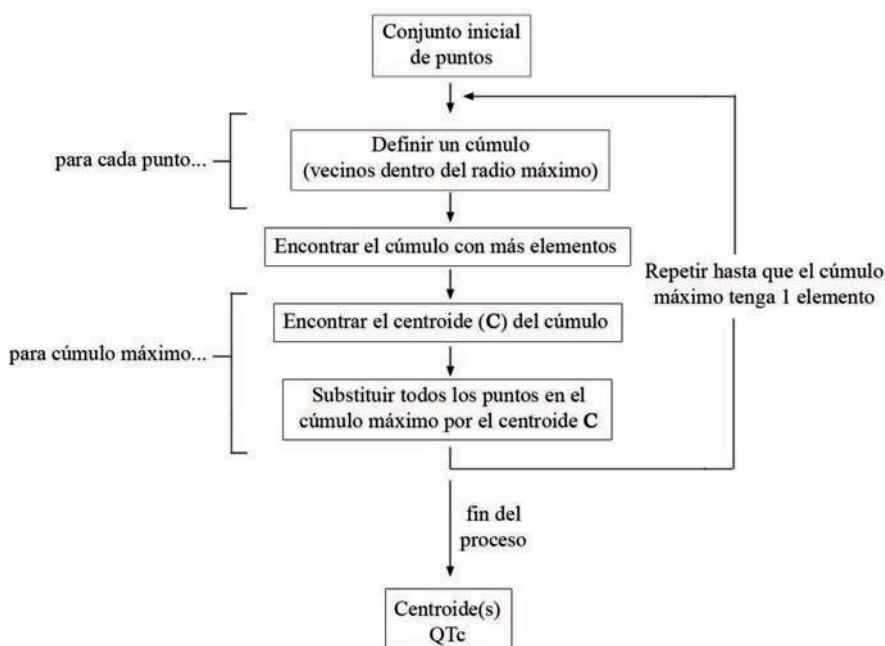 Conjunto inicial
de puntos
para cada punto...
Definir un cúmulo
(vecinos dentro del radio máximo)
Encontrar el cúmulo con más elementos
Repetir hasta que el cúmulo
máximo tenga 1 elemento
para cúmulo máximo...
Encontrar el centroide (C) del cúmulo
Substituir todos los puntos en el
cúmulo máximo por el centroide C
fin del
proceso
Centroide(s)
QTc